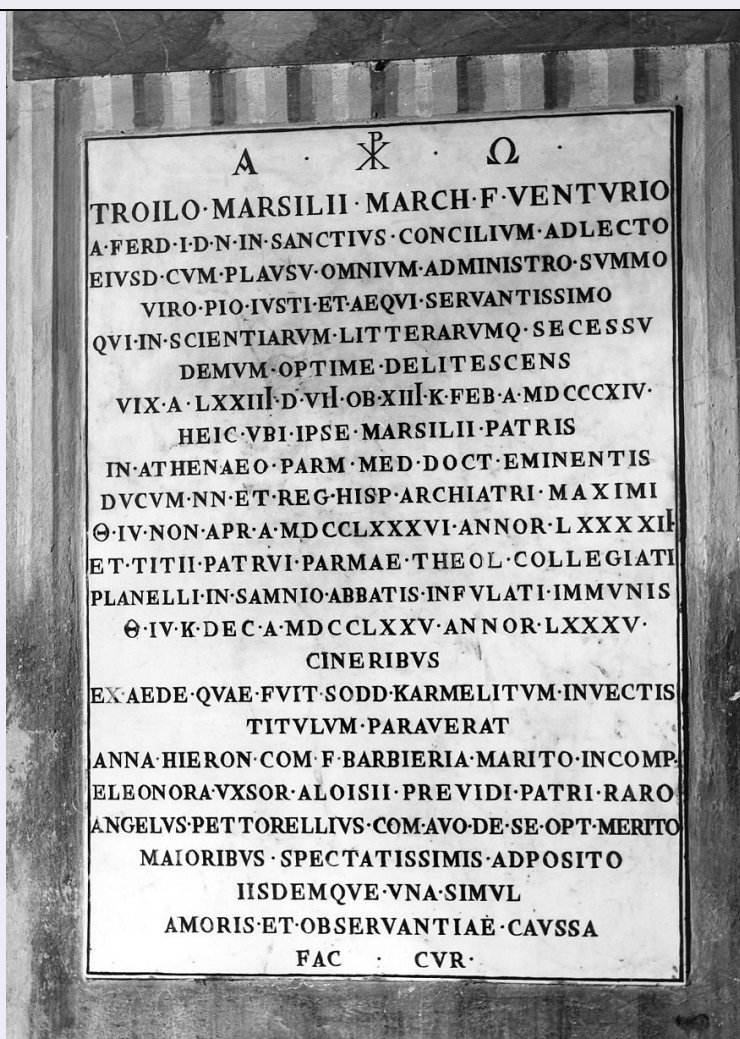 A · ☧ · Ω ·
TROILO·MARSILII·MARCH·F·VENTVRIO
A·FERD·I·D·N·IN·SANCTIVS·CONCILIVM·ADLECTO
EIVSD·CVM·PLAVSV·OMNIVM·ADMINISTRO·SVMMO
VIRO·PIO·IVSTI·ET·AEQVI·SERVANTISSIMO
QVI·IN·SCIENTIARVM·LITTERARVMQ·SECESSV
DEMVM·OPTIME·DELITESCENS
VIX·A·LXXIIII·D·VII·OB·XIIII·K·FEB·A·MDCCCXIV·
HEIC·VBI·IPSE·MARSILII·PATRIS
IN·ATHENAEO·PARM·MED·DOCT·EMINENTIS
DVCVM·NN·ET·REG·HISP·ARCHIATRI·MAXIMI
Θ·IV·NON·APR·A·MDCCLXXXVI·ANNOR·LXXXXII·
ET·TITII·PATRVI·PARMAE·THEOL·COLLEGIATI
PLANELLI·IN·SAMNIO·ABBATIS·INFVLATI·IMMVNIS
Θ·IV·K·DEC·A·MDCCLXXV·ANNOR·LXXXV·
CINERIBVS
EX·AEDE·QVAE·FVIT·SODD·KARMELITVM·INVECTIS
TITVLVM·PARAVERAT
ANNA·HIERON·COM·F·BARBIERIA·MARITO·INCOMP·
ELEONORA·VXSOR·ALOISII·PREVIDI·PATRI·RARO
ANGELVS·PETTORELLIVS·COM·AVO·DE·SE·OPT·MERITO
MAIORIBVS·SPECTATISSIMIS·ADPOSITO
IISDEMQVE·VNA·SIMVL
AMORIS·ET·OBSERVANTIAE·CAVSSA
FAC · CVR·